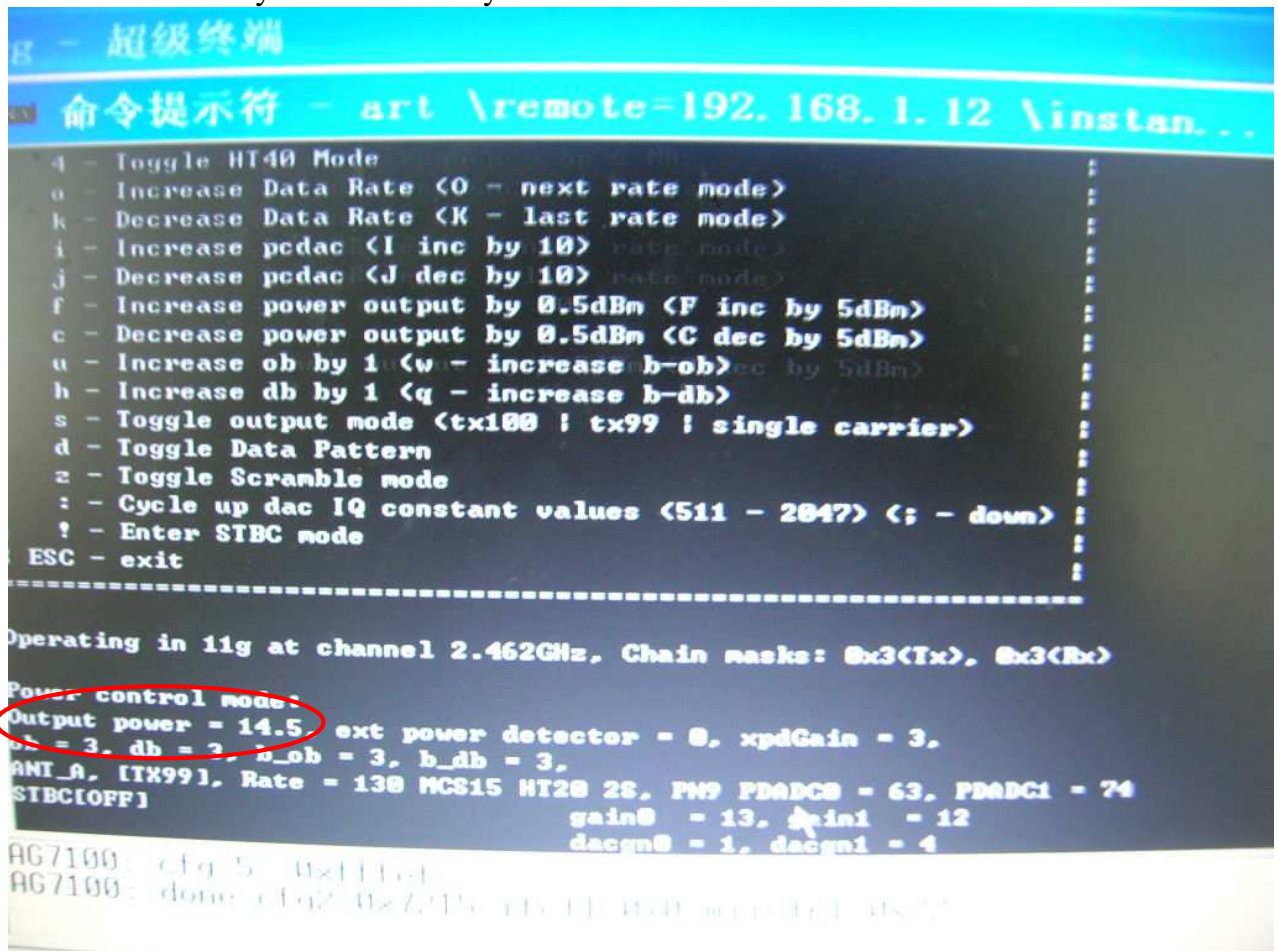 g - 超级终端
命令提示符 - art \remote=192.168.1.12 \instan...
4 - Toggle HT40 Mode
o - Increase Data Rate <O - next rate mode>
k - Decrease Data Rate <K - last rate mode>
i - Increase pcdac <I inc by 10>
j - Decrease pcdac <J dec by 10>
f - Increase power output by 0.5dBm <F inc by 5dBm>
c - Decrease power output by 0.5dBm <C dec by 5dBm>
u - Increase ob by 1 <w - increase b-ob>
h - Increase db by 1 <q - increase b-db>
s - Toggle output mode <tx100 ¦ tx99 ¦ single carrier>
d - Toggle Data Pattern
z - Toggle Scramble mode
: - Cycle up dac IQ constant values <511 - 2047> <; - down>
? - Enter STBC mode
ESC - exit
Operating in 11g at channel 2.462GHz, Chain masks: 0x3<Tx>, 0x3<Rx>
Power control mode:
Output power = 14.5, ext power detector = 0, xpdGain = 3,
ob = 3, db = 3, b_ob = 3, b_db = 3,
ANT_A, [TX99], Rate = 130 MCS15 HT20 2S, PN9 PDADC0 = 63, PDADC1 = 74
STBC[OFF] gain0 = 13, gain1 = 12
dacgn0 = 1, dacgn1 = 4
AG7100: cfg 5
AG7100: done cfg2